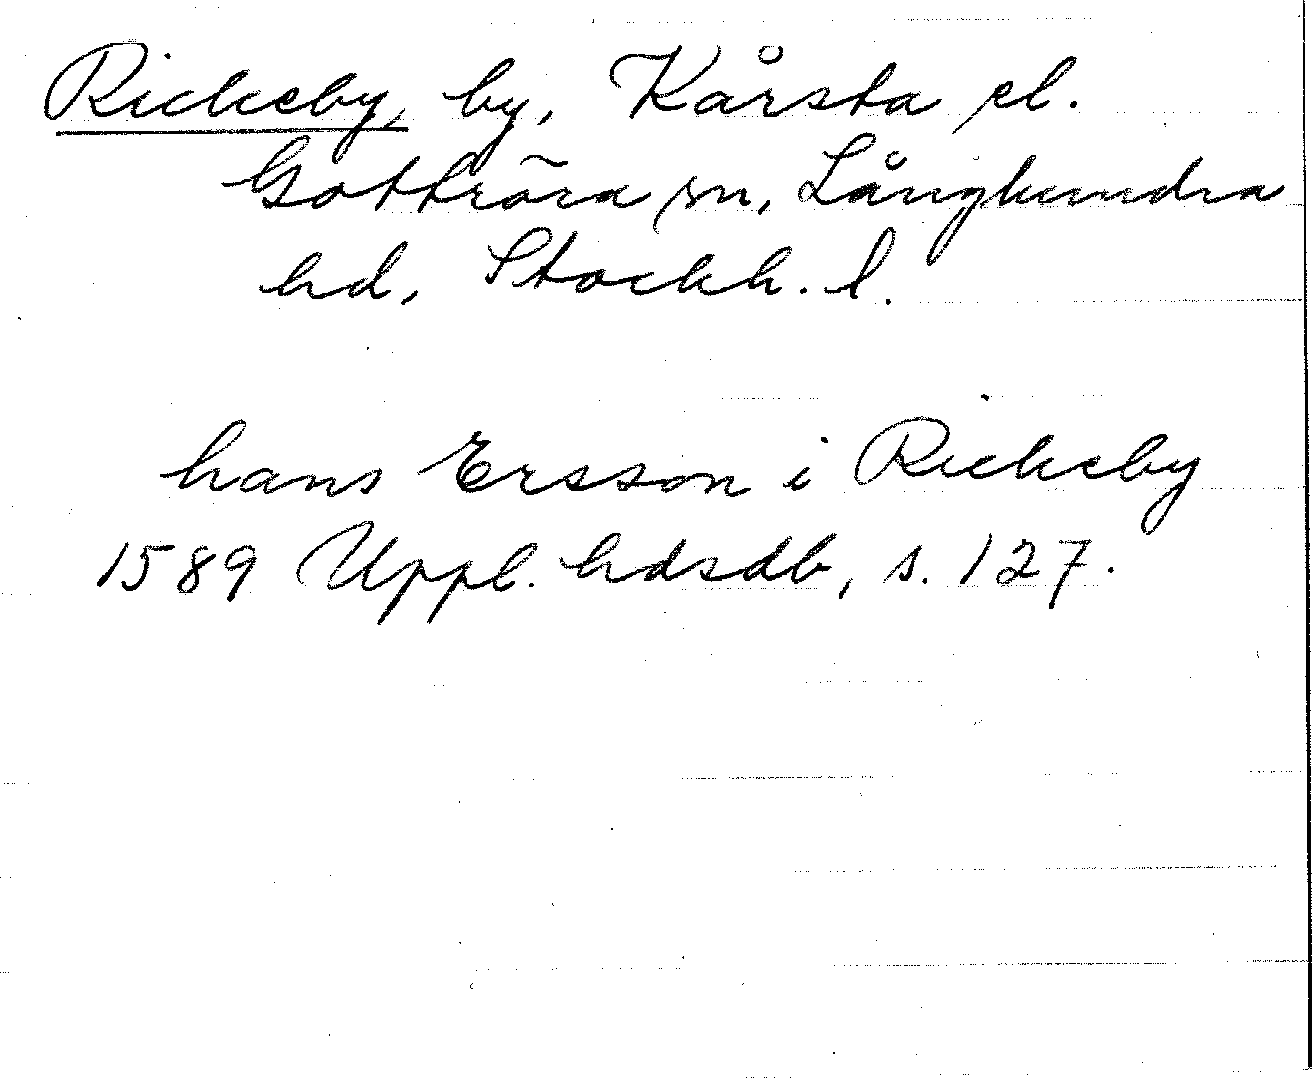 Rickeby, by, Kårsta el.
Gottröra sn, Långhundra
hd, Stockh. l.
hans Ersson i Rickeby
1589 Uppl. hdsdb, s. 127.